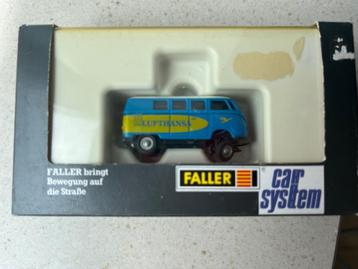 LUFTHANSA
FALLER bringt
Bewegung auf
die Straße
FALLER
car
system